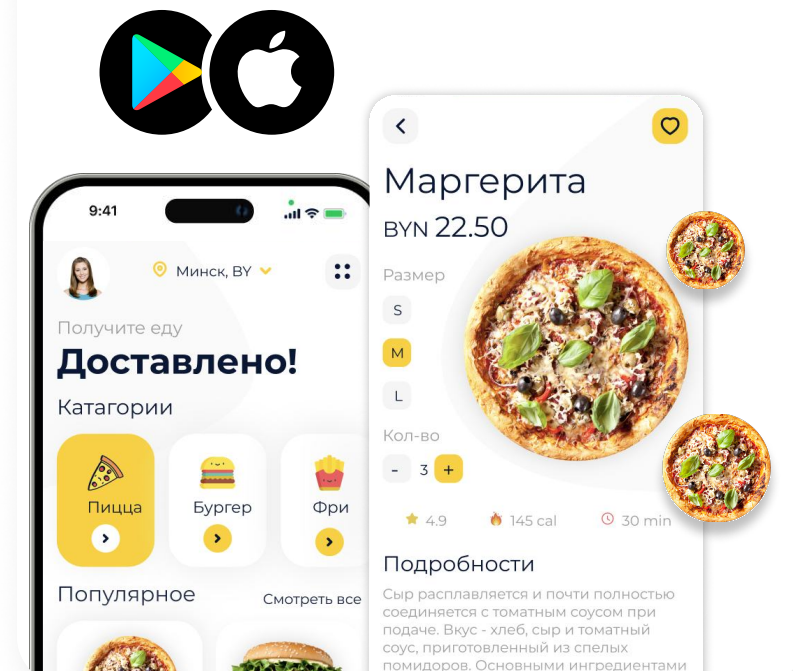 9:41
Минск, BY
Получите еду
Доставлено!
Катагории
Пицца
Бургер
Фри
Популярное
Смотреть все
Маргерита
BYN 22.50
Размер
S
M
L
Кол-во
- 3 +
4.9
145 cal
30 min
Подробности
Сыр расплавляется и почти полностью
соединяется с томатным соусом при
подаче. Вкус - хлеб, сыр и томатный
соус, приготовленный из спелых
помидоров. Основными ингредиентами